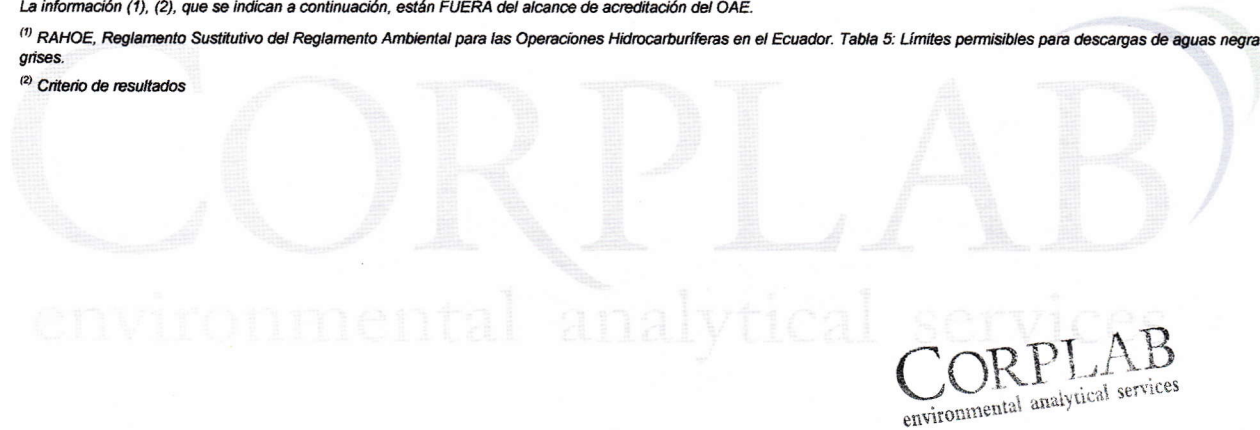 La información (1), (2), que se indican a continuación, están FUERA del alcance de acreditación del OAE.
(1) RAHOE, Reglamento Sustitutivo del Reglamento Ambiental para las Operaciones Hidrocarburíferas en el Ecuador. Tabla 5: Límites permisibles para descargas de aguas negra
grises.
(2) Criterio de resultados
CORPLAB
environmental analytical services
CORPLAB
environmental analytical services